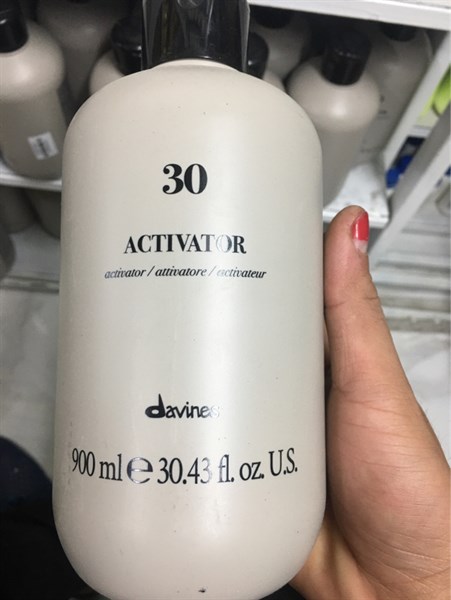 30
ACTIVATOR
activator / attivatore / activateur
davines
900 ml ℮ 30.43 fl. oz. U.S.